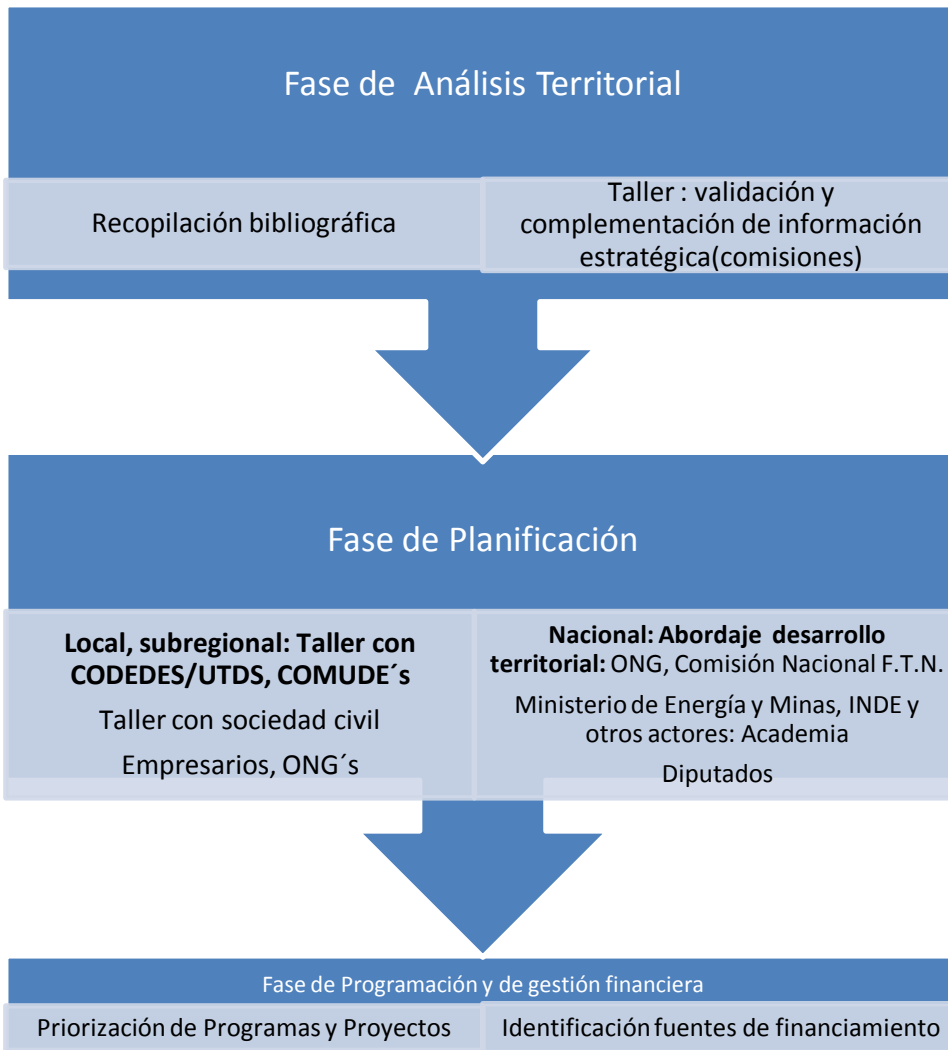 Fase de Análisis Territorial
Recopilación bibliográfica
Taller : validación y
complementación de información
estratégica(comisiones)
Fase de Planificación
Local, subregional: Taller con
CODEDES/UTDS, COMUDE´s
Taller con sociedad civil
Empresarios, ONG´s
Nacional: Abordaje desarrollo
territorial: ONG, Comisión Nacional F.T.N.
Ministerio de Energía y Minas, INDE y
otros actores: Academia
Diputados
Fase de Programación y de gestión financiera
Priorización de Programas y Proyectos
Identificación fuentes de financiamiento